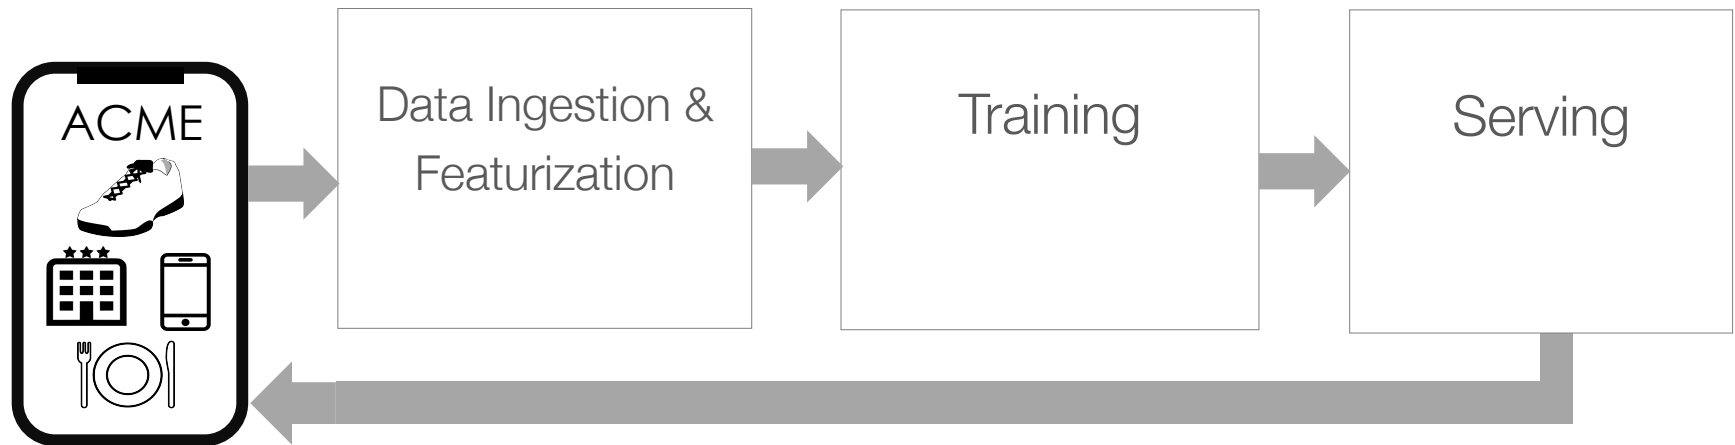 ACME
Data Ingestion &
Featurization
Training
Serving